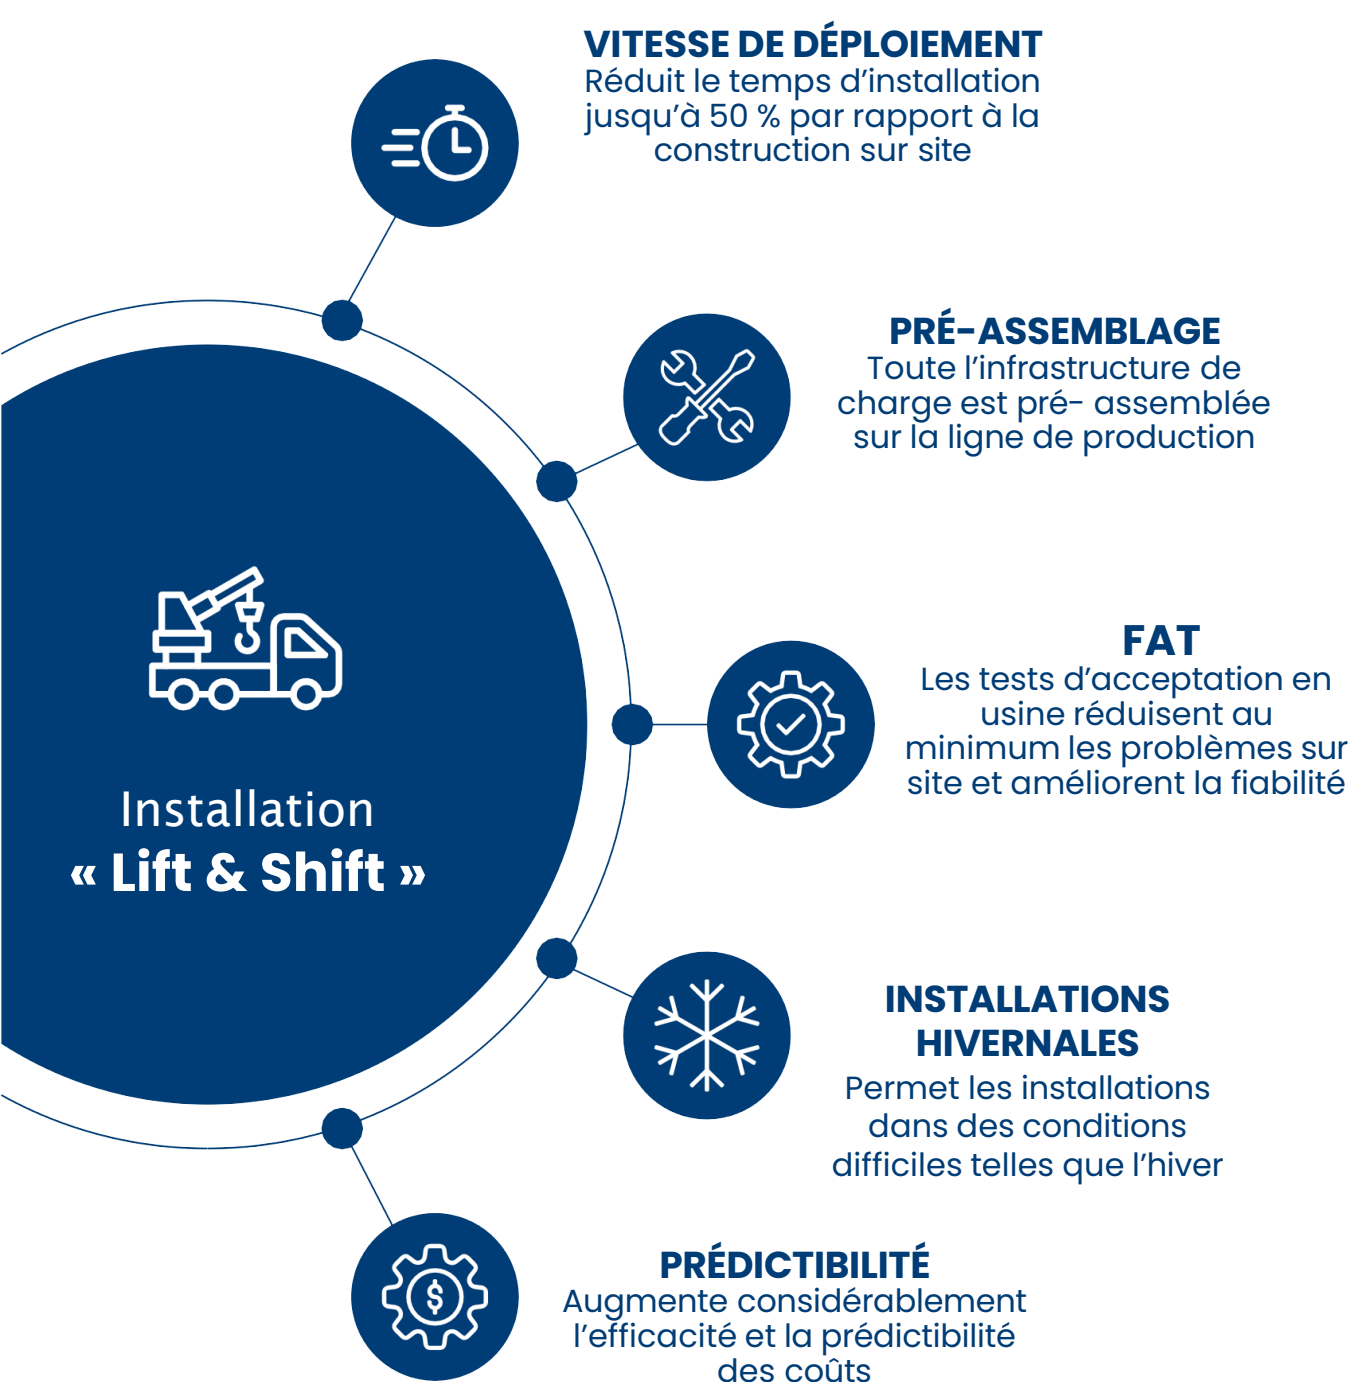 VITESSE DE DÉPLOIEMENT
Réduit le temps d’installation
jusqu’à 50 % par rapport à la
construction sur site
PRÉ-ASSEMBLAGE
Toute l’infrastructure de
charge est pré- assemblée
sur la ligne de production
FAT
Les tests d’acceptation en
usine réduisent au
minimum les problèmes sur
site et améliorent la fiabilité
Installation
« Lift & Shift »
INSTALLATIONS
HIVERNALES
Permet les installations
dans des conditions
difficiles telles que l’hiver
$
PRÉDICTIBILITÉ
Augmente considérablement
l’efficacité et la prédictibilité
des coûts